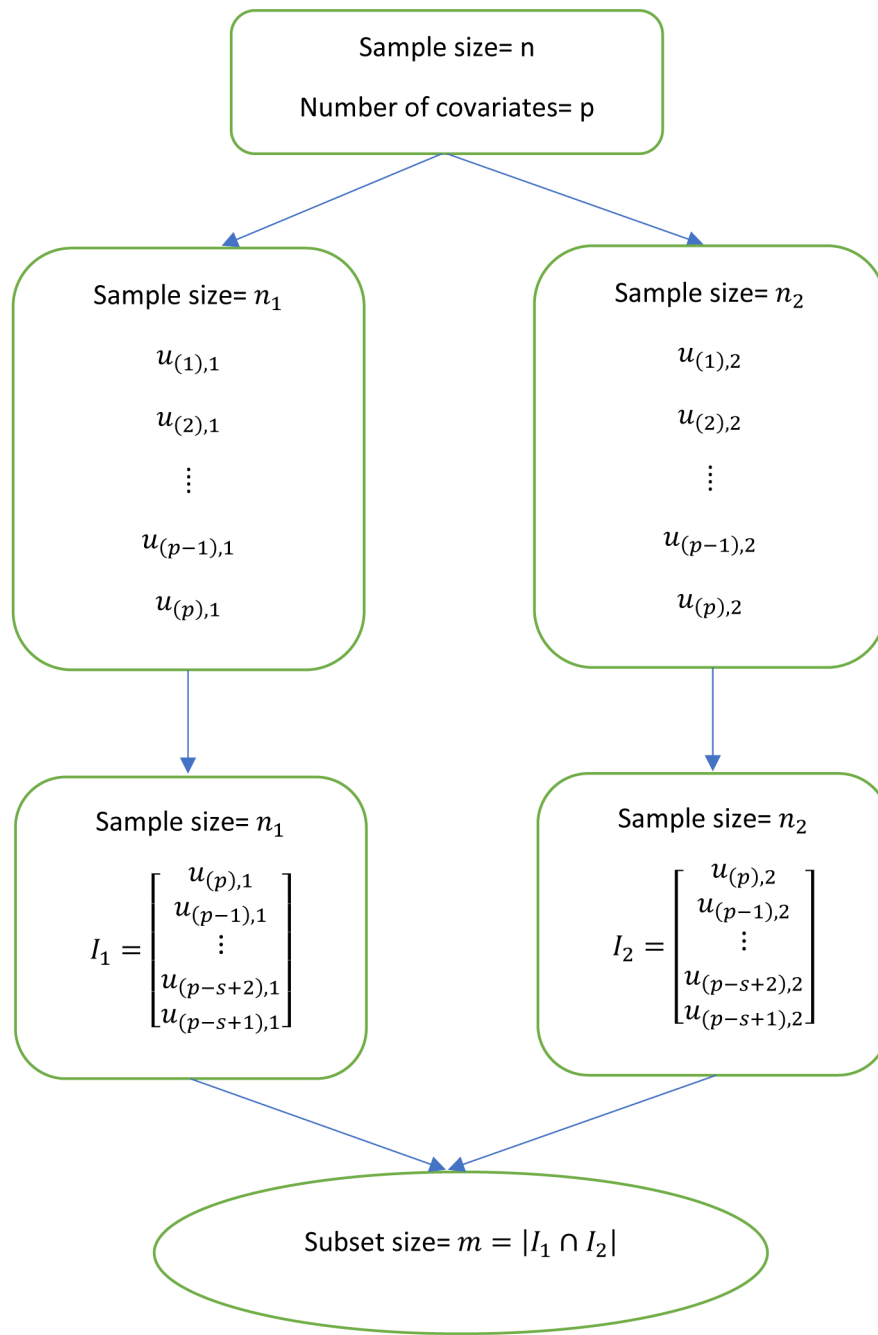 Sample size= n
Number of covariates= p
Sample size= n₁
u₍₁₎,₁
u₍₂₎,₁
⋮
u₍ₚ₋₁₎,₁
u₍ₚ₎,₁
Sample size= n₂
u₍₁₎,₂
u₍₂₎,₂
⋮
u₍ₚ₋₁₎,₂
u₍ₚ₎,₂
Sample size= n₁
I₁ =
u₍ₚ₎,₁
u₍ₚ₋₁₎,₁
⋮
u₍ₚ₋ₛ₊₂₎,₁
u₍ₚ₋ₛ₊₁₎,₁
Sample size= n₂
I₂ =
u₍ₚ₎,₂
u₍ₚ₋₁₎,₂
⋮
u₍ₚ₋ₛ₊₂₎,₂
u₍ₚ₋ₛ₊₁₎,₂
Subset size= m = |I₁ ∩ I₂|